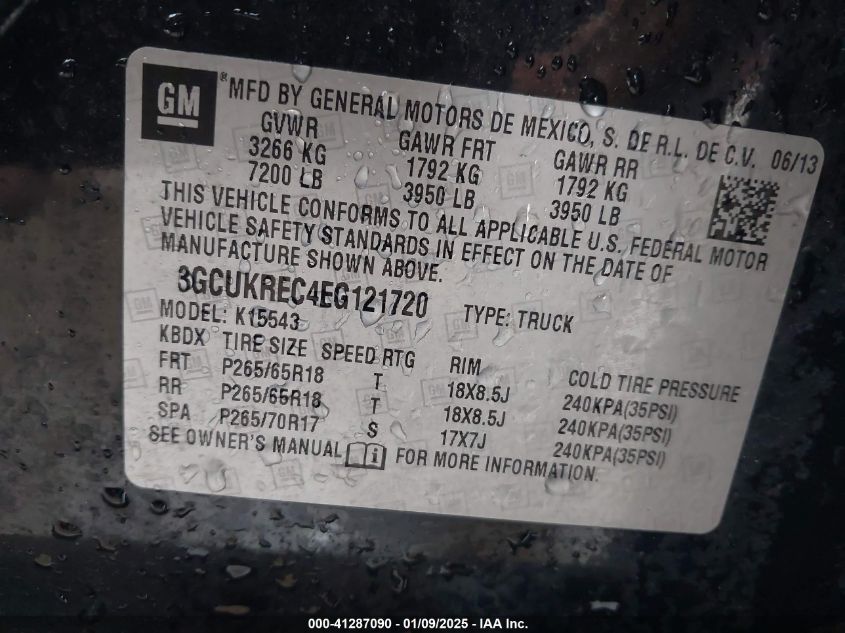 GM ® MFD BY GENERAL MOTORS DE MEXICO, S. DE R.L. DE C.V. 06/13
GVWR GAWR FRT GAWR RR
3266 KG 1792 KG 1792 KG
7200 LB 3950 LB 3950 LB
THIS VEHICLE CONFORMS TO ALL APPLICABLE U.S. FEDERAL MOTOR
VEHICLE SAFETY STANDARDS IN EFFECT ON THE DATE OF
MANUFACTURE SHOWN ABOVE.
3GCUKREC4EG121720 TYPE: TRUCK
MODEL: K15543
KBDX TIRE SIZE SPEED RTG RIM COLD TIRE PRESSURE
FRT P265/65R18 T 18X8.5J 240KPA(35PSI)
RR P265/65R18 T 18X8.5J 240KPA(35PSI)
SPA P265/70R17 S 17X7J 240KPA(35PSI)
SEE OWNER'S MANUAL FOR MORE INFORMATION.
000-41287090 - 01/09/2025 - IAA Inc.